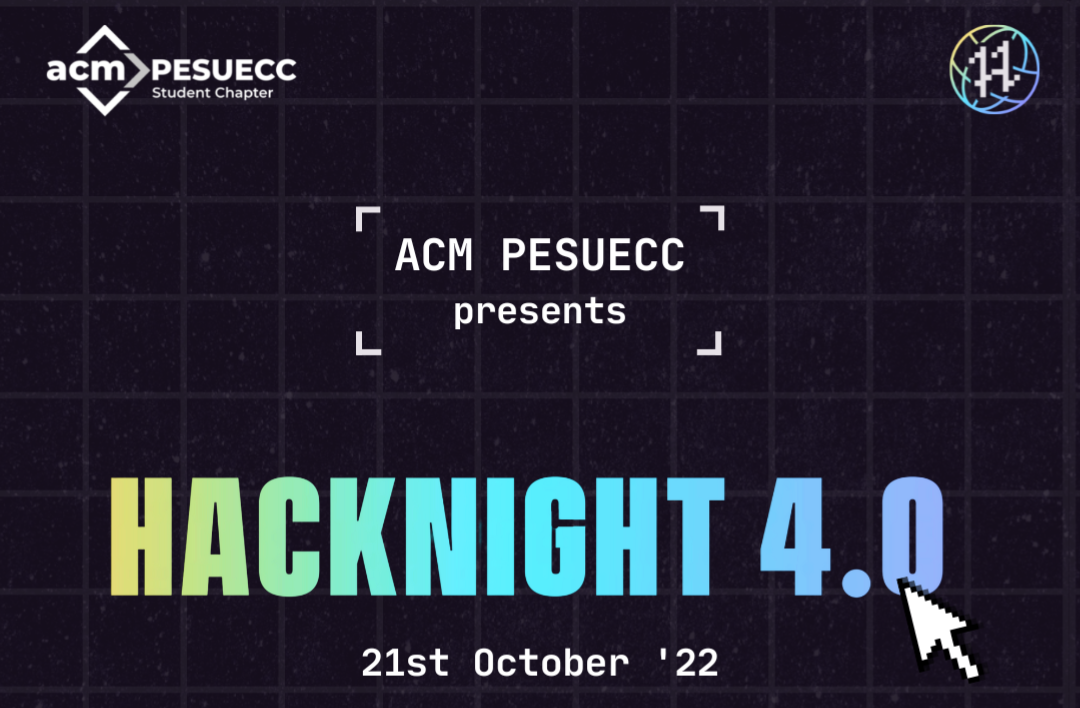 acm PESUECC
Student Chapter
ACM PESUECC
presents
HACKNIGHT 4.0
21st October '22